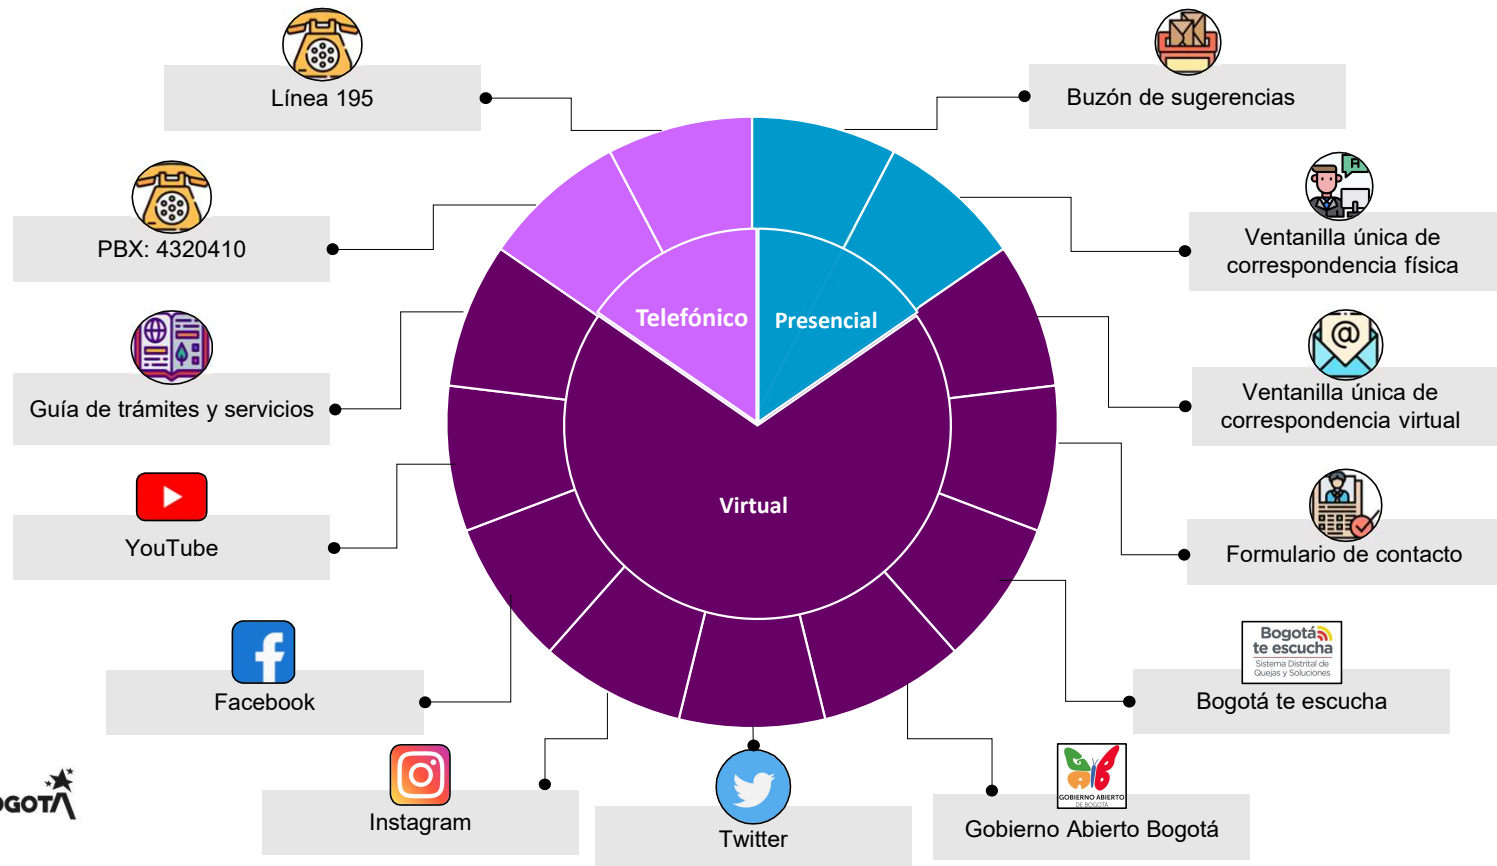 Línea 195
Buzón de sugerencias
PBX: 4320410
A
Ventanilla única de
correspondencia física
Telefónico
Presencial
Guía de trámites y servicios
@
Ventanilla única de
correspondencia virtual
Virtual
YouTube
Formulario de contacto
Facebook
Bogotá
te escucha
Sistema Distrital de
Quejas y Soluciones
Bogotá te escucha
OGOTA
Instagram
Twitter
GOBIERNO ABIERTO
DE BOGOTÁ
Gobierno Abierto Bogotá